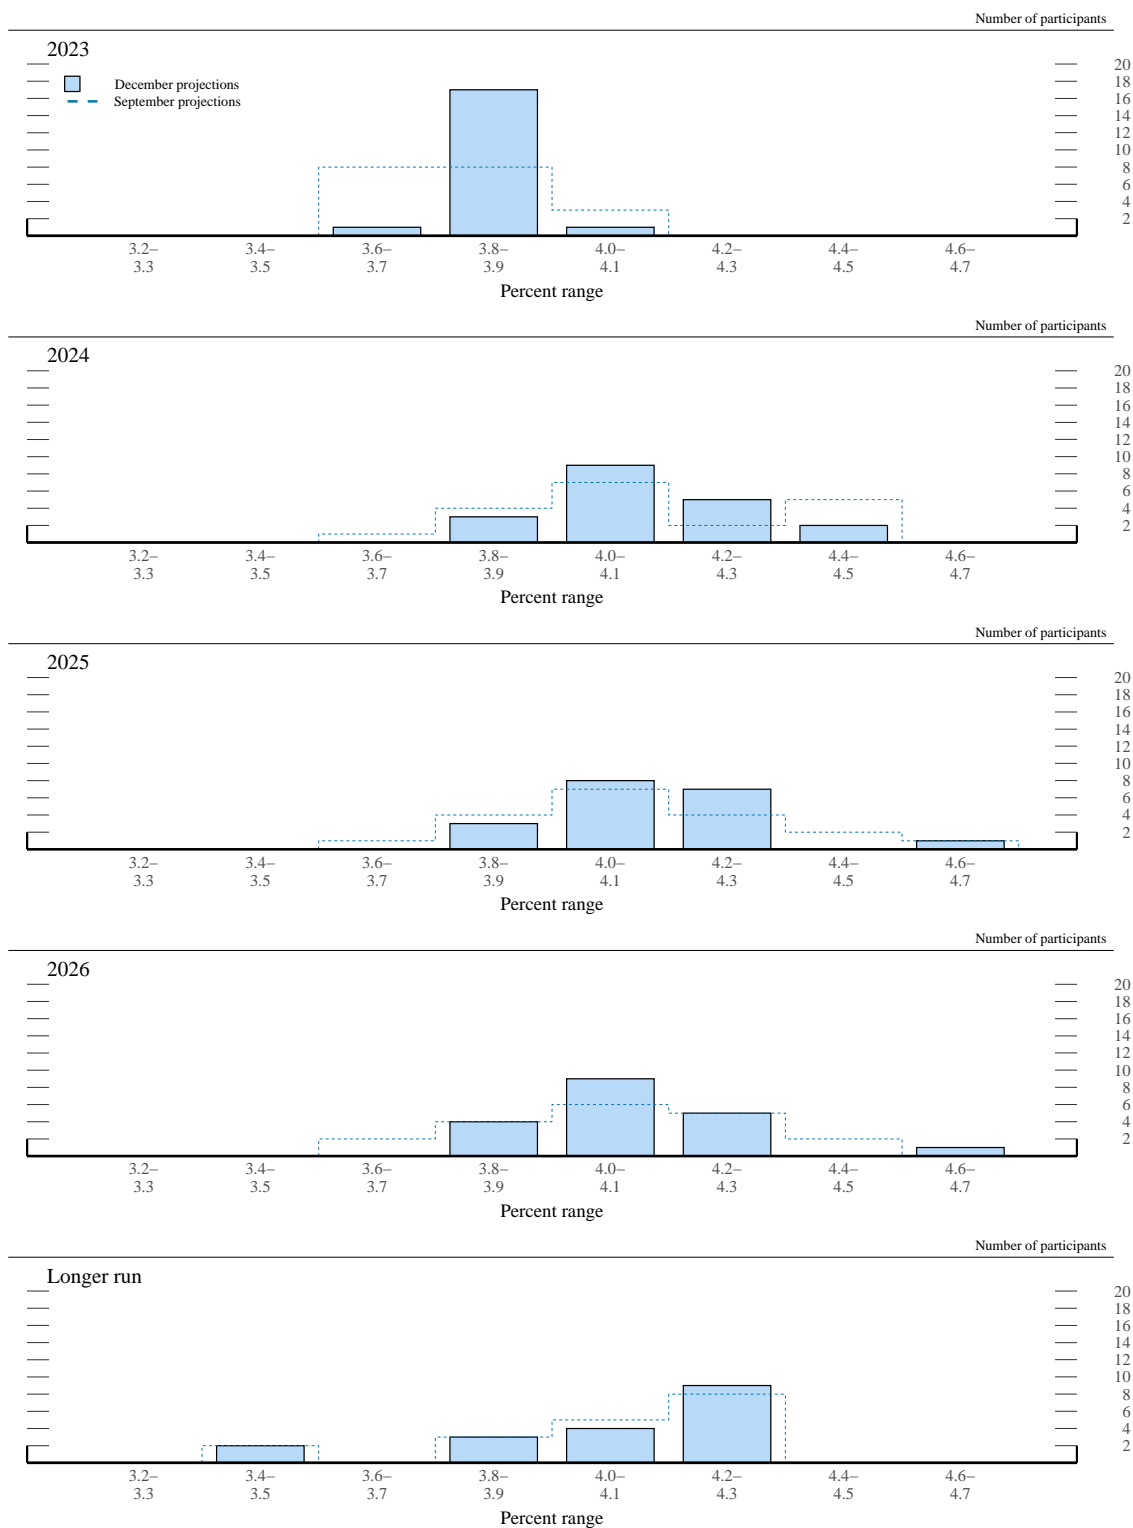 Number of participants
2023
December projections
September projections
20
18
16
14
12
10
8
6
4
2
3.2– 3.4– 3.6– 3.8– 4.0– 4.2– 4.4– 4.6–
3.3 3.5 3.7 3.9 4.1 4.3 4.5 4.7
Percent range
Number of participants
2024
20
18
16
14
12
10
8
6
4
2
3.2– 3.4– 3.6– 3.8– 4.0– 4.2– 4.4– 4.6–
3.3 3.5 3.7 3.9 4.1 4.3 4.5 4.7
Percent range
Number of participants
2025
20
18
16
14
12
10
8
6
4
2
3.2– 3.4– 3.6– 3.8– 4.0– 4.2– 4.4– 4.6–
3.3 3.5 3.7 3.9 4.1 4.3 4.5 4.7
Percent range
Number of participants
2026
20
18
16
14
12
10
8
6
4
2
3.2– 3.4– 3.6– 3.8– 4.0– 4.2– 4.4– 4.6–
3.3 3.5 3.7 3.9 4.1 4.3 4.5 4.7
Percent range
Number of participants
Longer run
20
18
16
14
12
10
8
6
4
2
3.2– 3.4– 3.6– 3.8– 4.0– 4.2– 4.4– 4.6–
3.3 3.5 3.7 3.9 4.1 4.3 4.5 4.7
Percent range